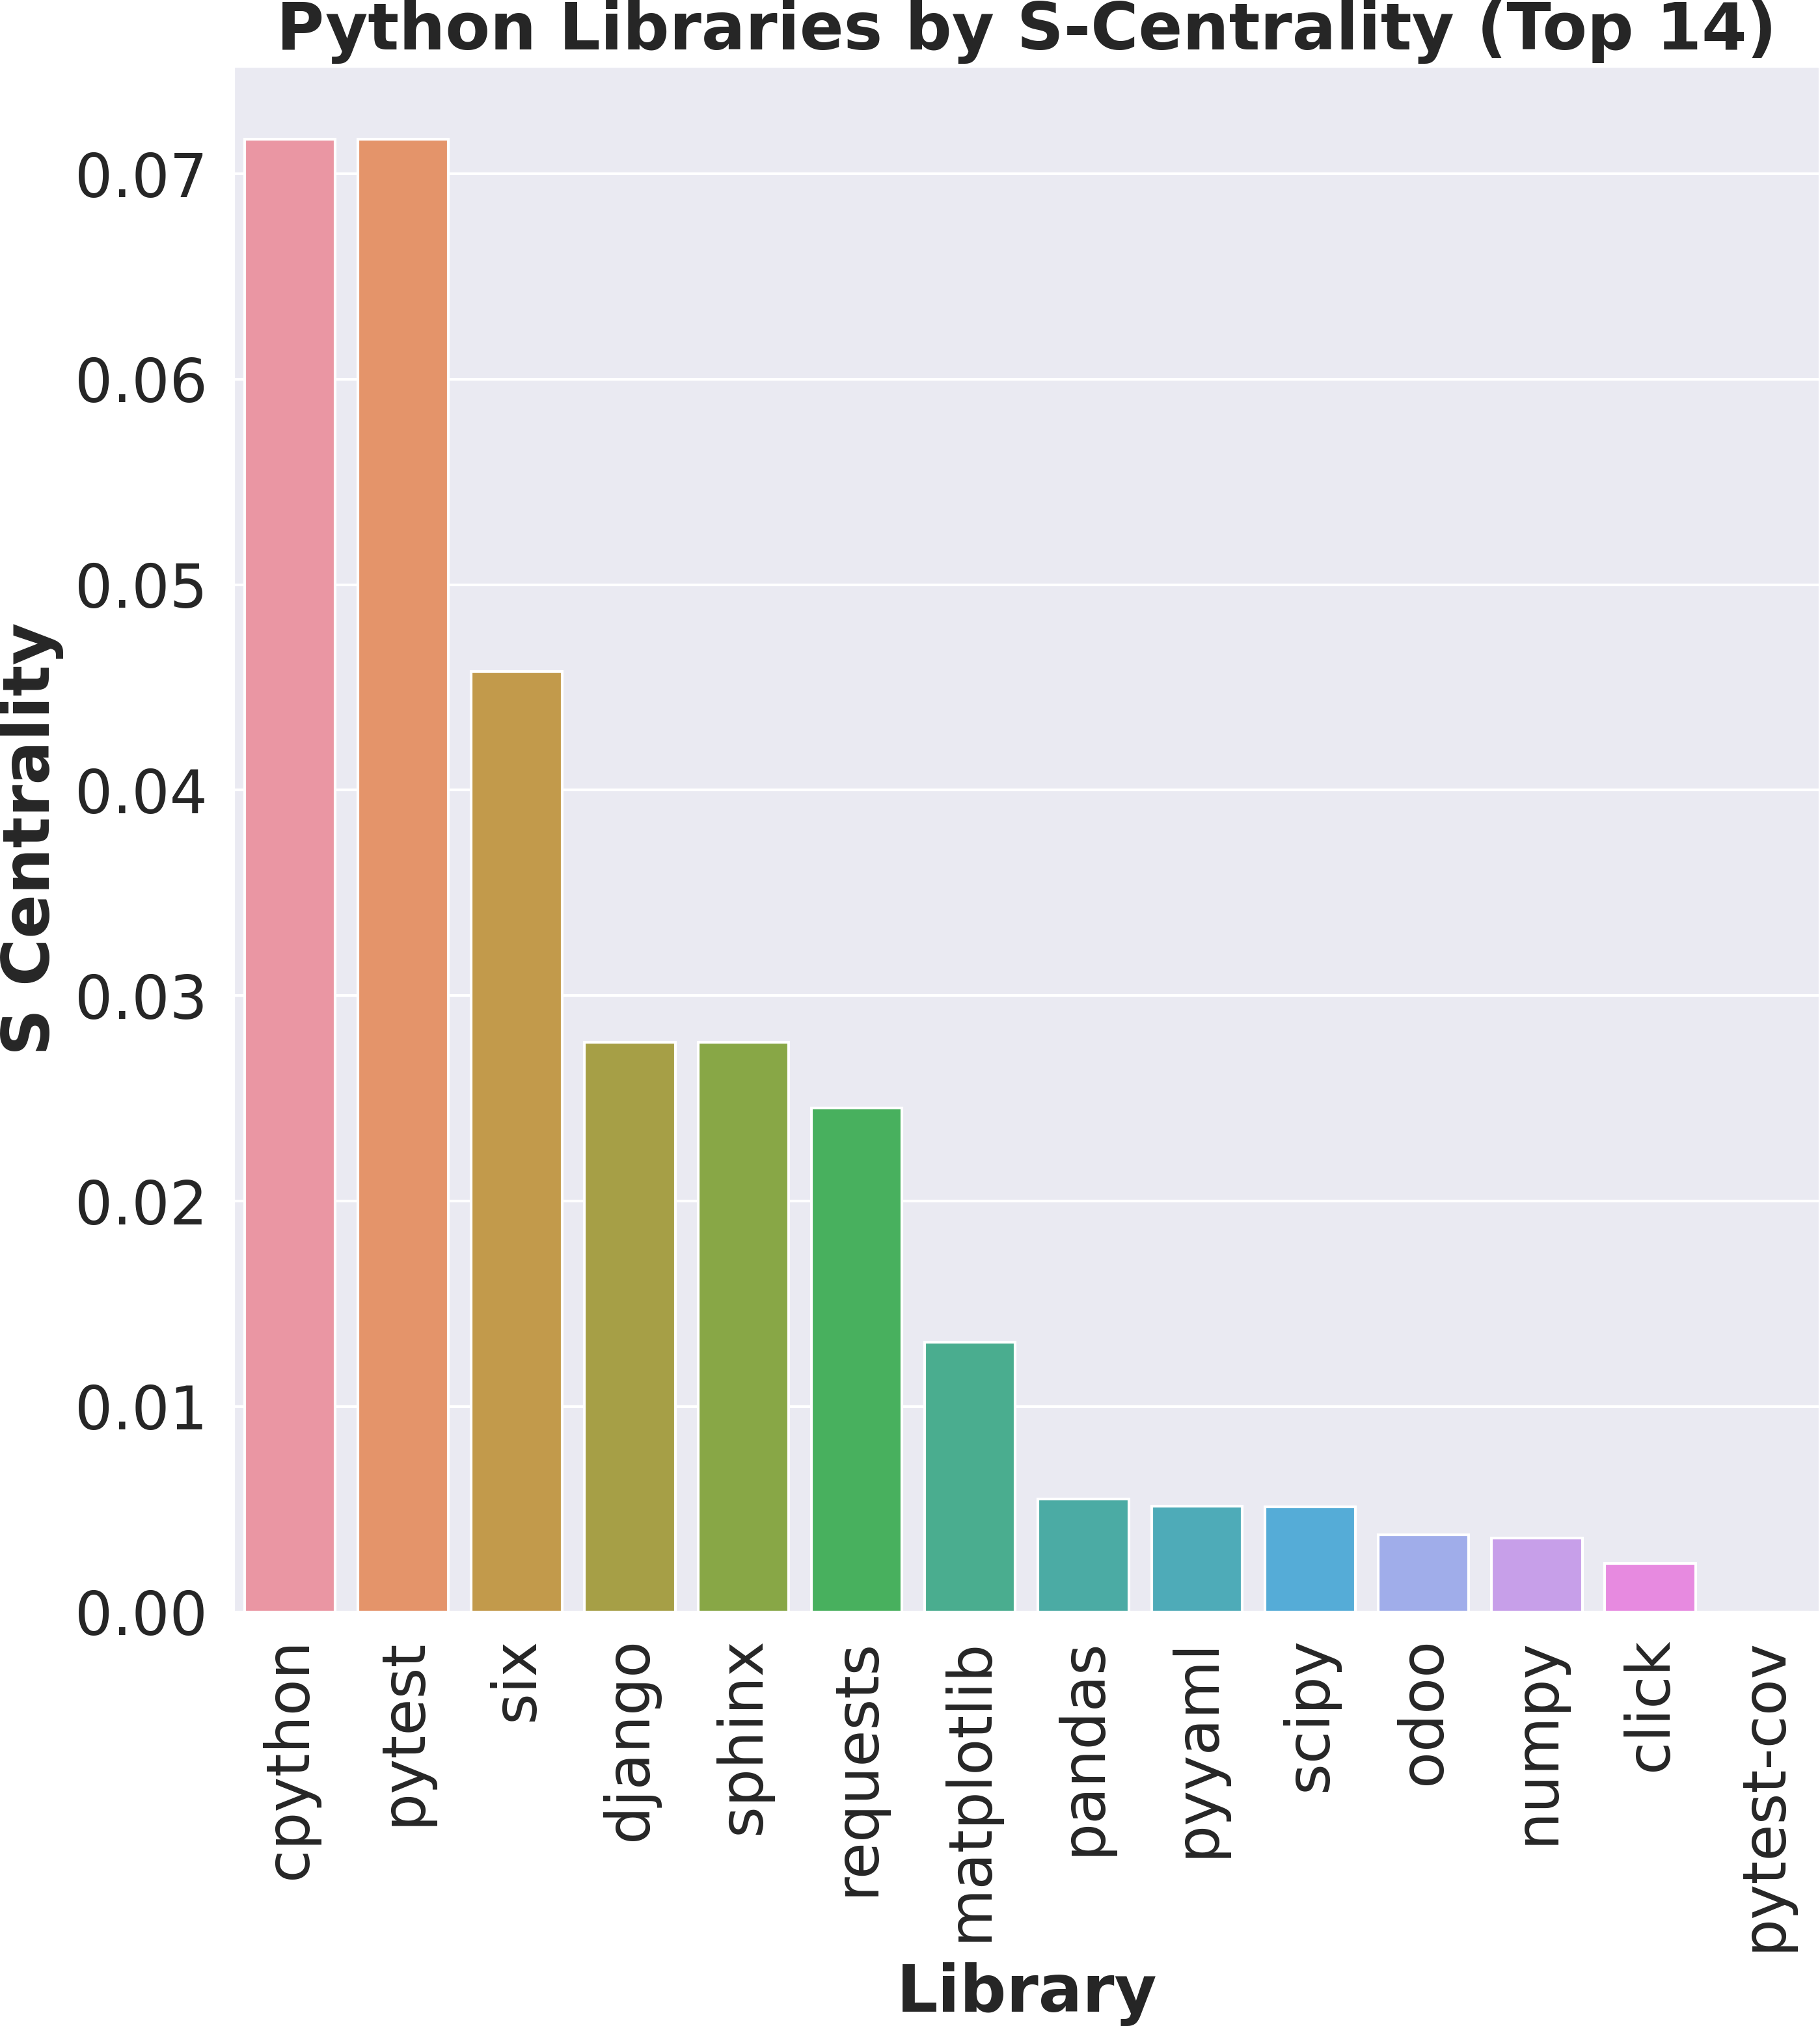 Python Libraries by S-Centrality (Top 14)
0.07
0.06
0.05
0.04
0.03
0.02
0.01
0.00
S Centrality
cpython
pytest
six
django
sphinx
requests
matplotlib
pandas
pyyaml
scipy
odoo
numpy
click
pytest-cov
Library